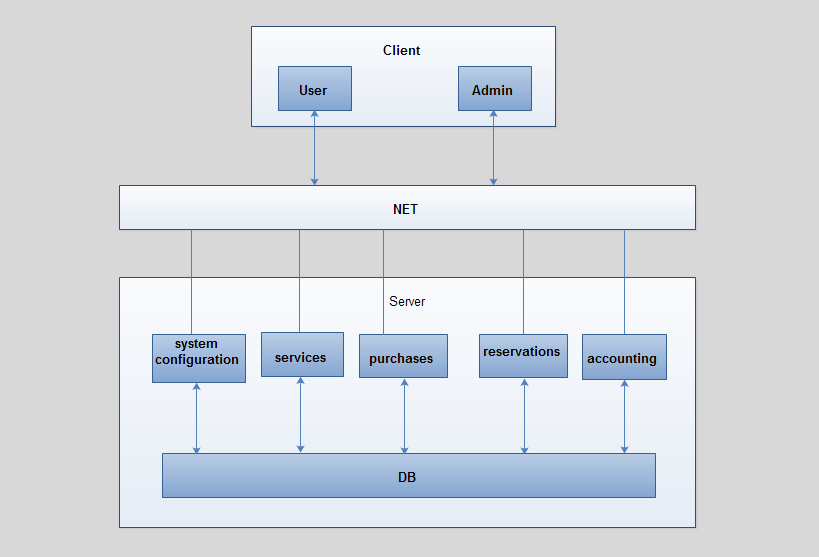 Client
User
Admin
NET
Server
system
configuration
services
purchases
reservations
accounting
DB